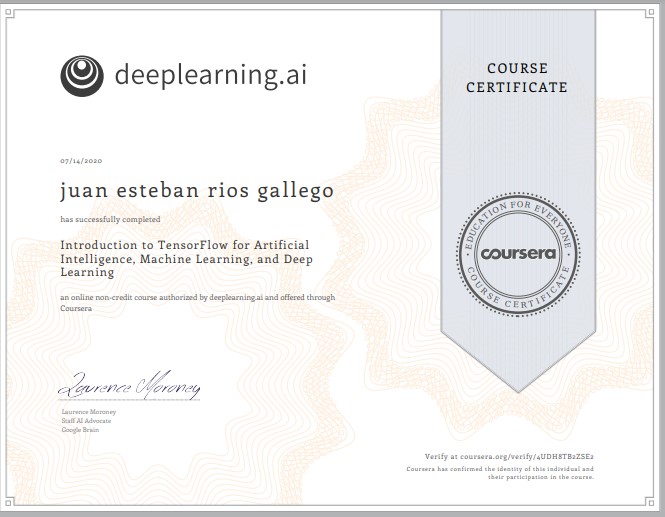 deeplearning.ai
COURSE
CERTIFICATE
07/14/2020
juan esteban rios gallego
has successfully completed
Introduction to TensorFlow for Artificial
Intelligence, Machine Learning, and Deep
Learning
an online non-credit course authorized by deeplearning.ai and offered through
Coursera
EDUCATION FOR EVERYONE
coursera
COURSE CERTIFICATE
Laurence Moroney
Laurence Moroney
Staff AI Advocate
Google Brain
Verify at coursera.org/verify/4UDH8TB2ZSE2
Coursera has confirmed the identity of this individual and
their participation in the course.